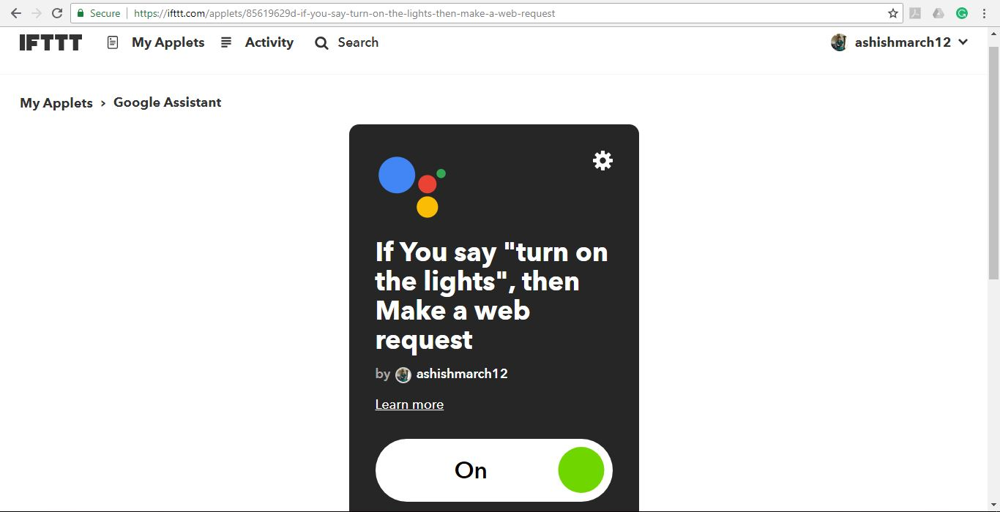 Secure https://ifttt.com/applets/85619629d-if-you-say-turn-on-the-lights-then-make-a-web-request
IFTTT My Applets Activity Search ashishmarch12
My Applets › Google Assistant
If You say "turn on
the lights", then
Make a web
request
by ashishmarch12
Learn more
On